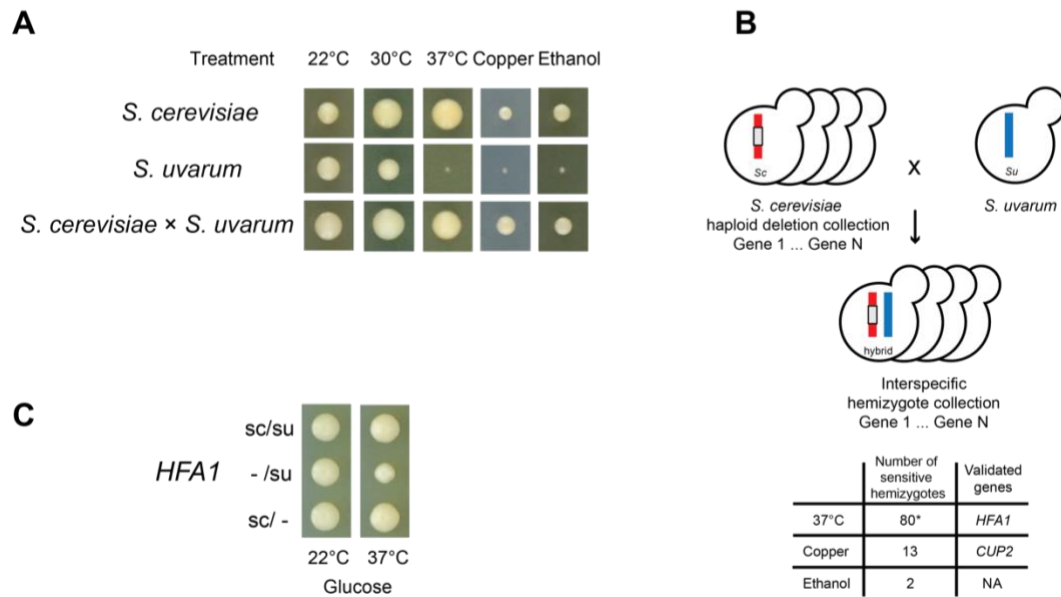 A
Treatment 22°C 30°C 37°C Copper Ethanol
S. cerevisiae
S. uvarum
S. cerevisiae × S. uvarum
B
Sc
Su
x
S. cerevisiae
haploid deletion collection
Gene 1 ... Gene N
S. uvarum
hybrid
Interspecific
hemizygote collection
Gene 1 ... Gene N
Number of
sensitive
hemizygotes
Validated
genes
37°C 80* HFA1
Copper 13 CUP2
Ethanol 2 NA
C
HFA1
sc/su
- /su
sc/ -
22°C 37°C
Glucose